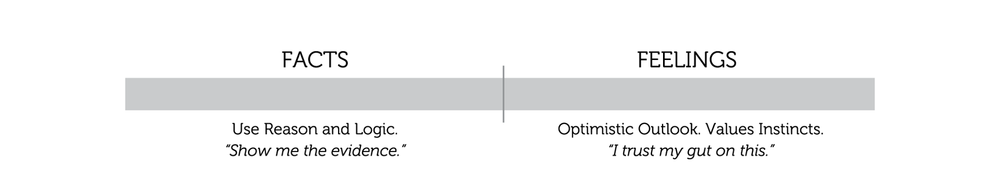 FACTS
FEELINGS
Use Reason and Logic.
“Show me the evidence.”
Optimistic Outlook. Values Instincts.
“I trust my gut on this.”